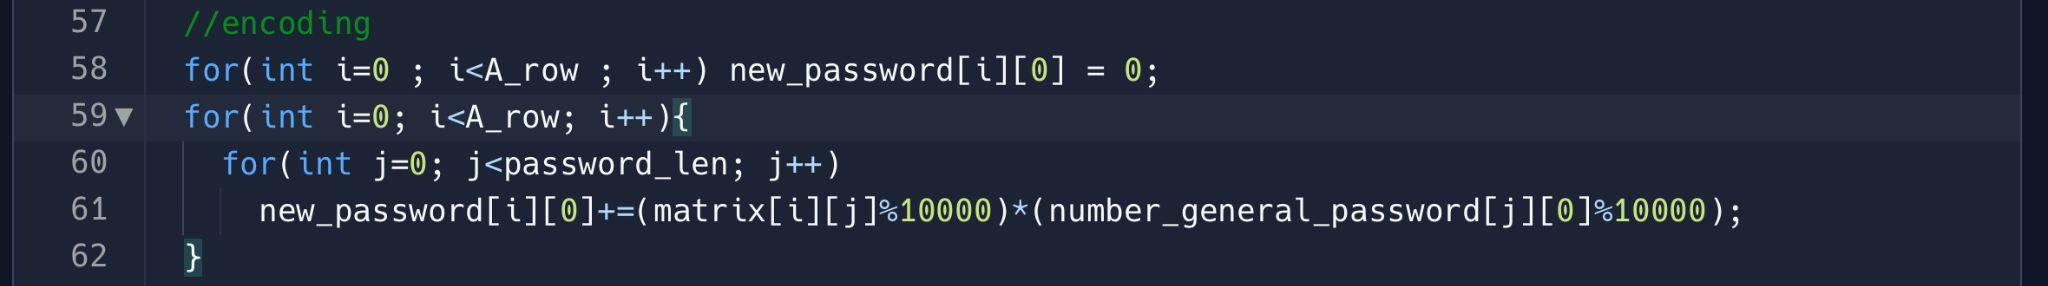 57 //encoding
58 for(int i=0 ; i<A_row ; i++) new_password[i][0] = 0;
59▼ for(int i=0; i<A_row; i++){
60 for(int j=0; j<password_len; j++)
61 new_password[i][0]+=(matrix[i][j]%10000)*(number_general_password[j][0]%10000);
62 }